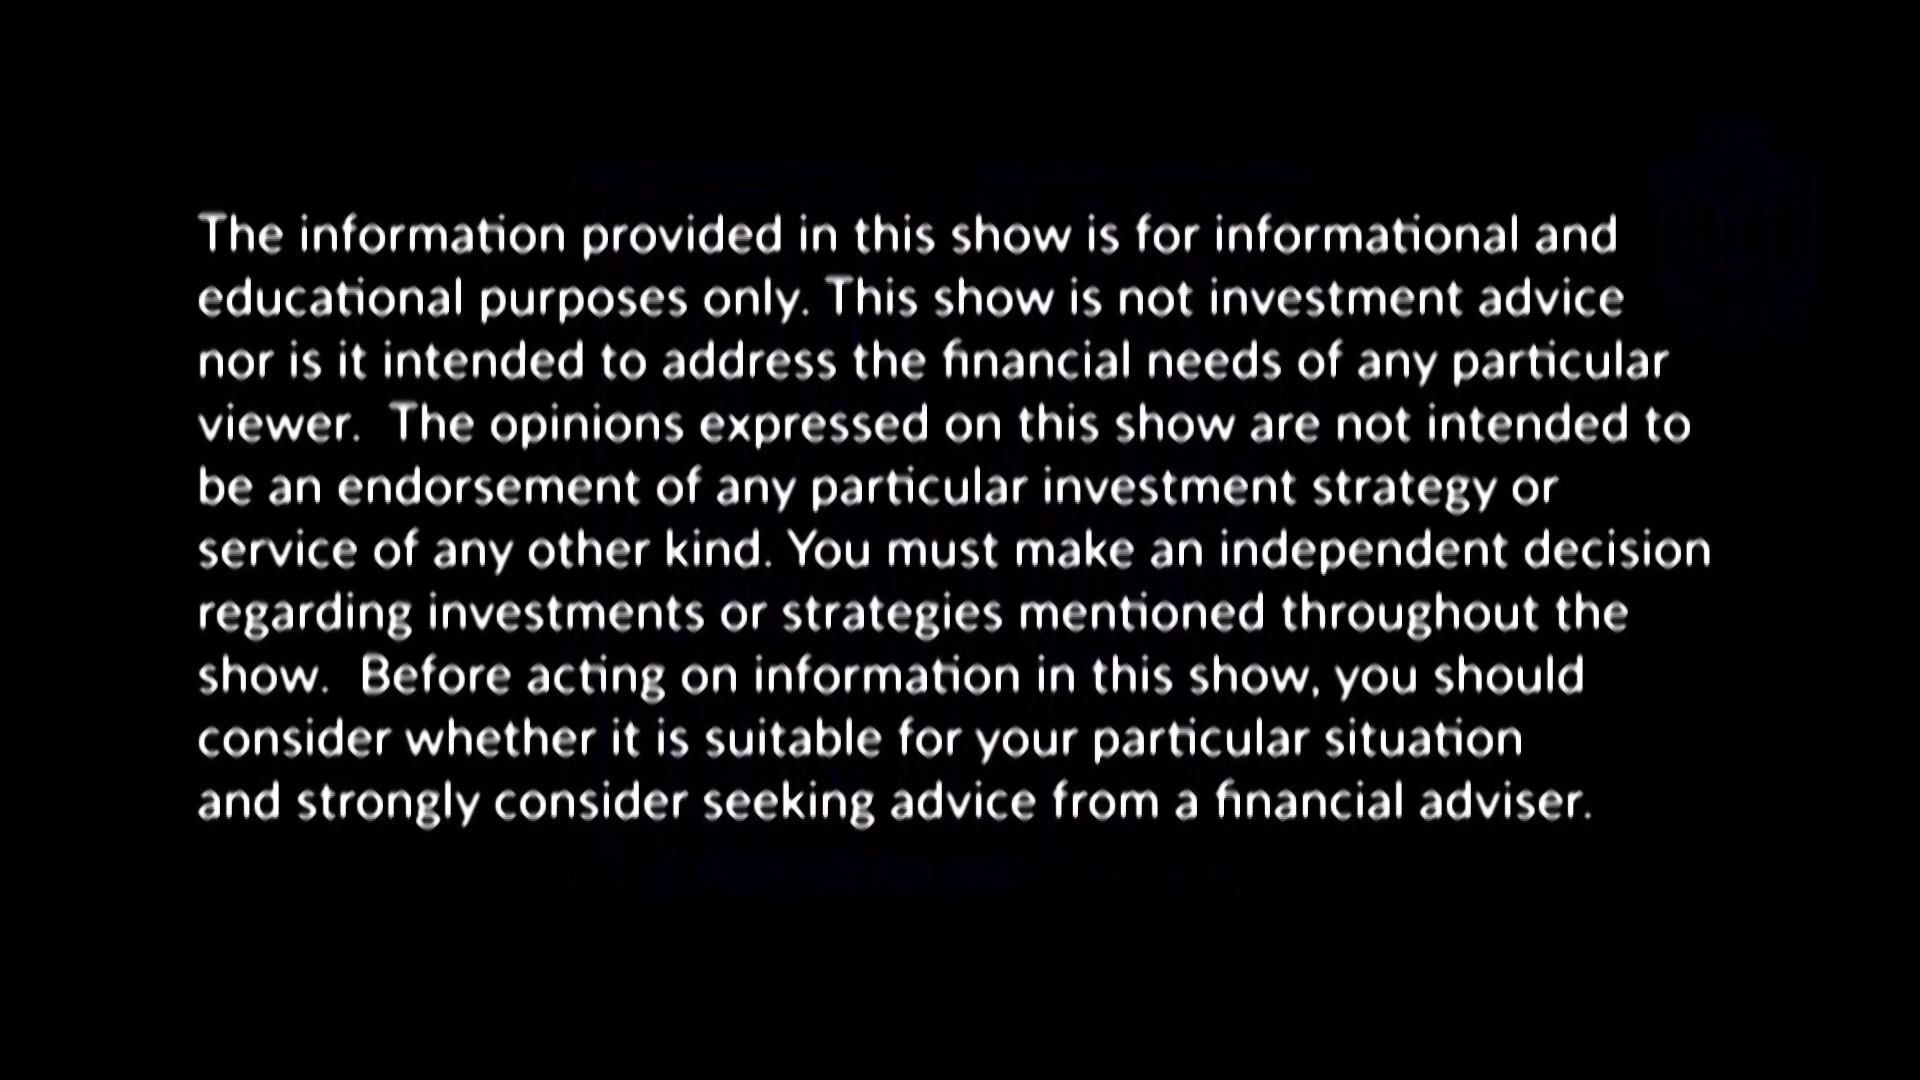 The information provided in this show is for informational and
educational purposes only. This show is not investment advice
nor is it intended to address the financial needs of any particular
viewer.  The opinions expressed on this show are not intended to
be an endorsement of any particular investment strategy or
service of any other kind. You must make an independent decision
regarding investments or strategies mentioned throughout the
show.  Before acting on information in this show, you should
consider whether it is suitable for your particular situation
and strongly consider seeking advice from a financial adviser.